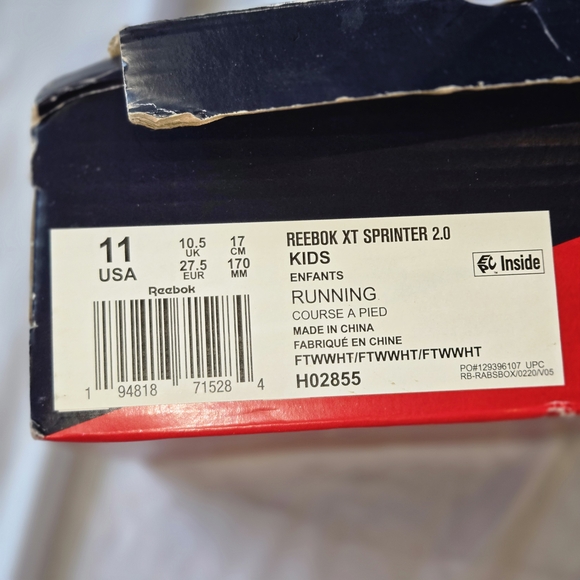 11
USA
10.5
UK
27.5
EUR
17
CM
170
MM
Reebok
1 94818 71528 4
REEBOK XT SPRINTER 2.0
KIDS
ENFANTS
RUNNING
COURSE A PIED
MADE IN CHINA
FABRIQUÉ EN CHINE
FTWWHT/FTWWHT/FTWWHT
H02855
Inside
PO#129396107 UPC
RB-RABSBOX/0220/V05